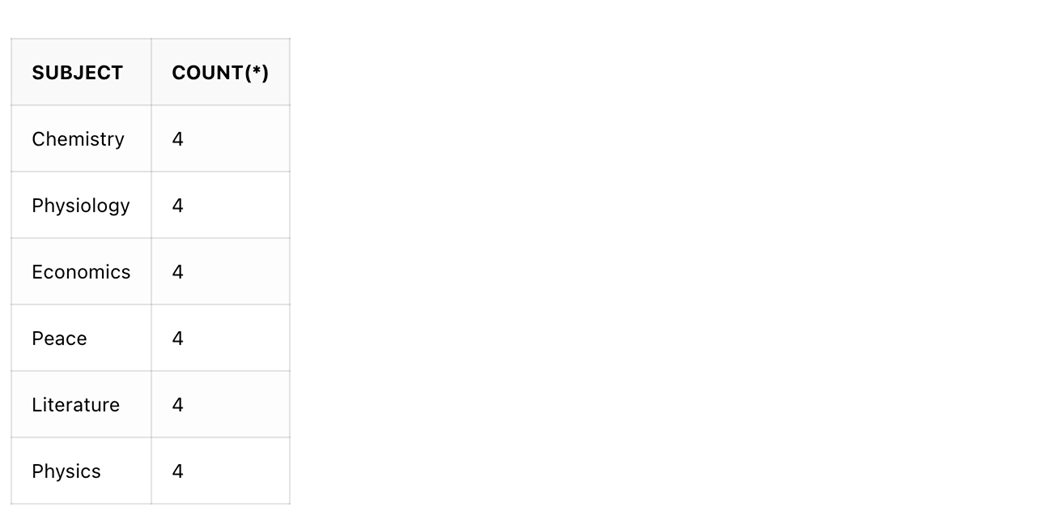 SUBJECT COUNT(*)
Chemistry 4
Physiology 4
Economics 4
Peace 4
Literature 4
Physics 4